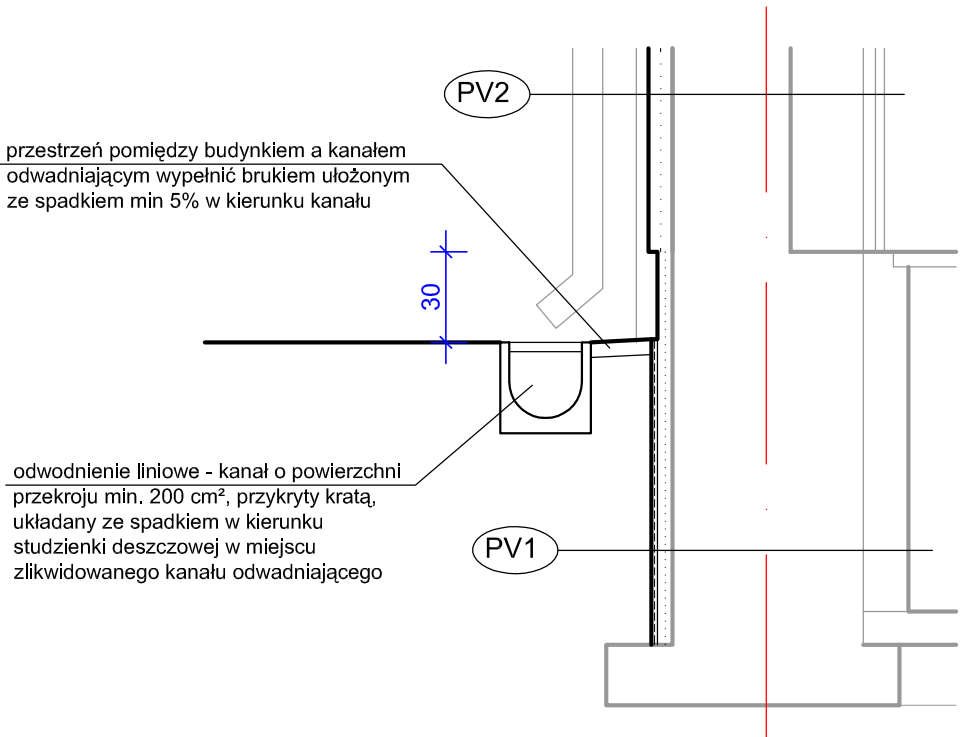 PV2
przestrzeń pomiędzy budynkiem a kanałem
odwadniającym wypełnić brukiem ułożonym
ze spadkiem min 5% w kierunku kanału
30
odwodnienie liniowe - kanał o powierzchni
przekroju min. 200 cm², przykryty kratą,
układany ze spadkiem w kierunku
studzienki deszczowej w miejscu
zlikwidowanego kanału odwadniającego
PV1